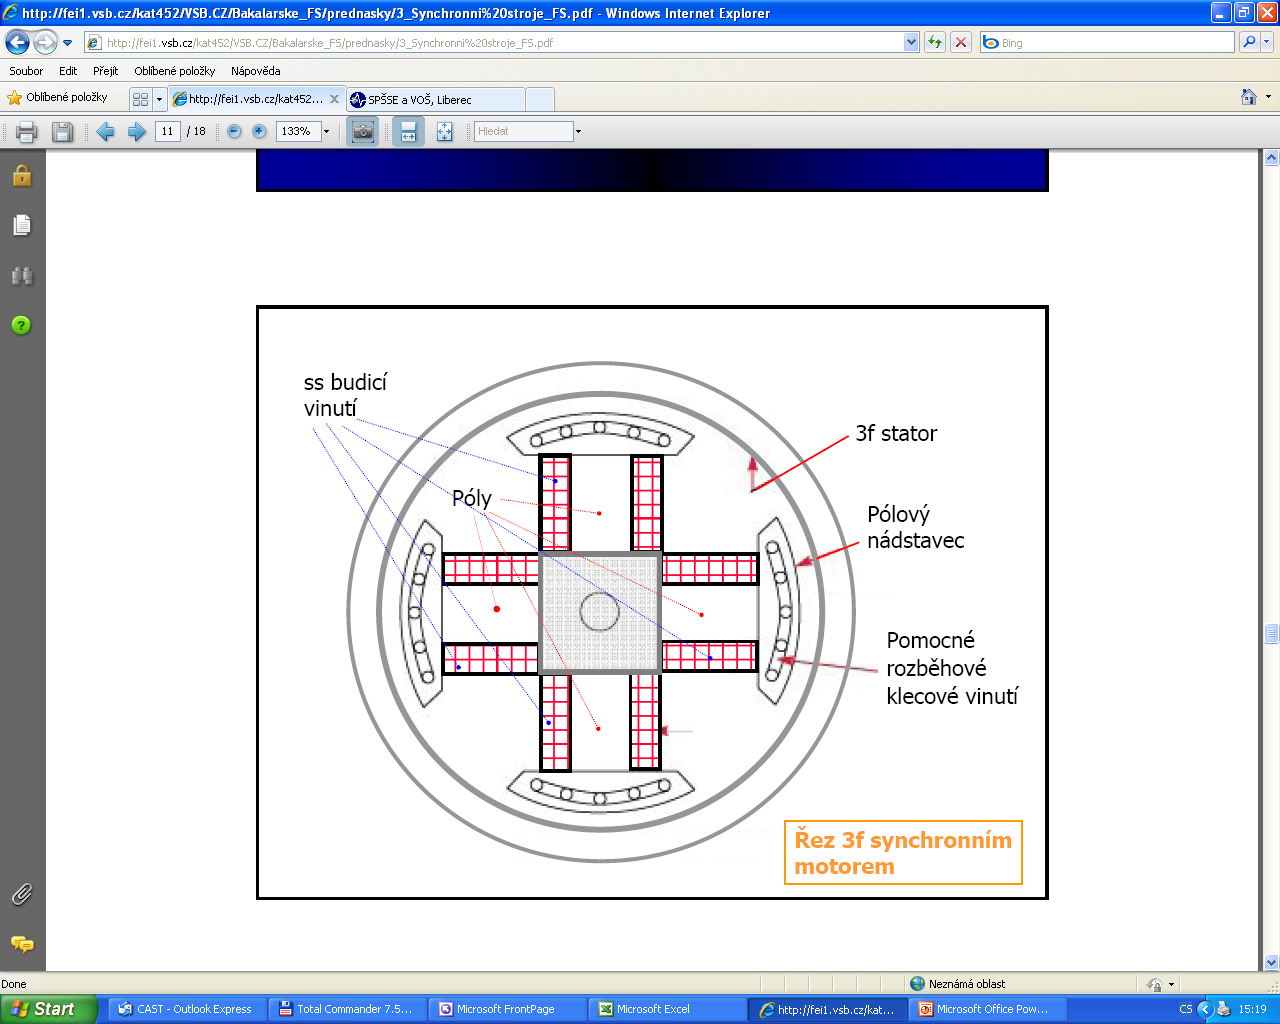 http://fei1.vsb.cz/kat452/VSB.CZ/Bakalarske_FS/prednasky/3_Synchronni%20stroje_FS.pdf - Windows Internet Explorer
http://fei1.vsb.cz/kat452/VSB.CZ/Bakalarske_FS/prednasky/3_Synchronni%20stroje_FS.pdf
Bing
Soubor Edit Přejít Oblíbené položky Nápověda
Oblíbené položky
http://fei1.vsb.cz/kat452...
SPŠSE a VOŠ, Liberec
11 / 18
133%
Hledat
ss budicí
vinutí
3f stator
Póly
Pólový
nádstavec
Pomocné
rozběhové
klecové vinutí
Řez 3f synchronním
motorem
Done
Neznámá oblast
Start
CAST - Outlook Express
Total Commander 7.5...
Microsoft FrontPage
Microsoft Excel
http://fei1.vsb.cz/kat...
Microsoft Office Pow...
CS
15:19